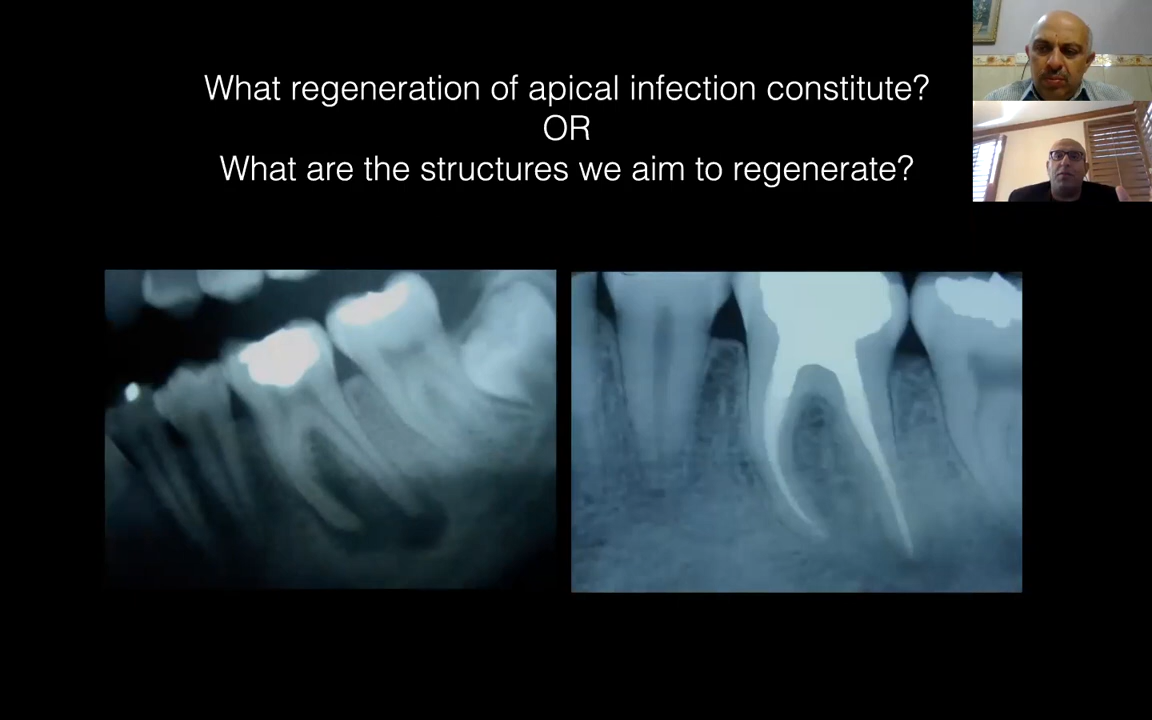 What regeneration of apical infection constitute?
OR
What are the structures we aim to regenerate?